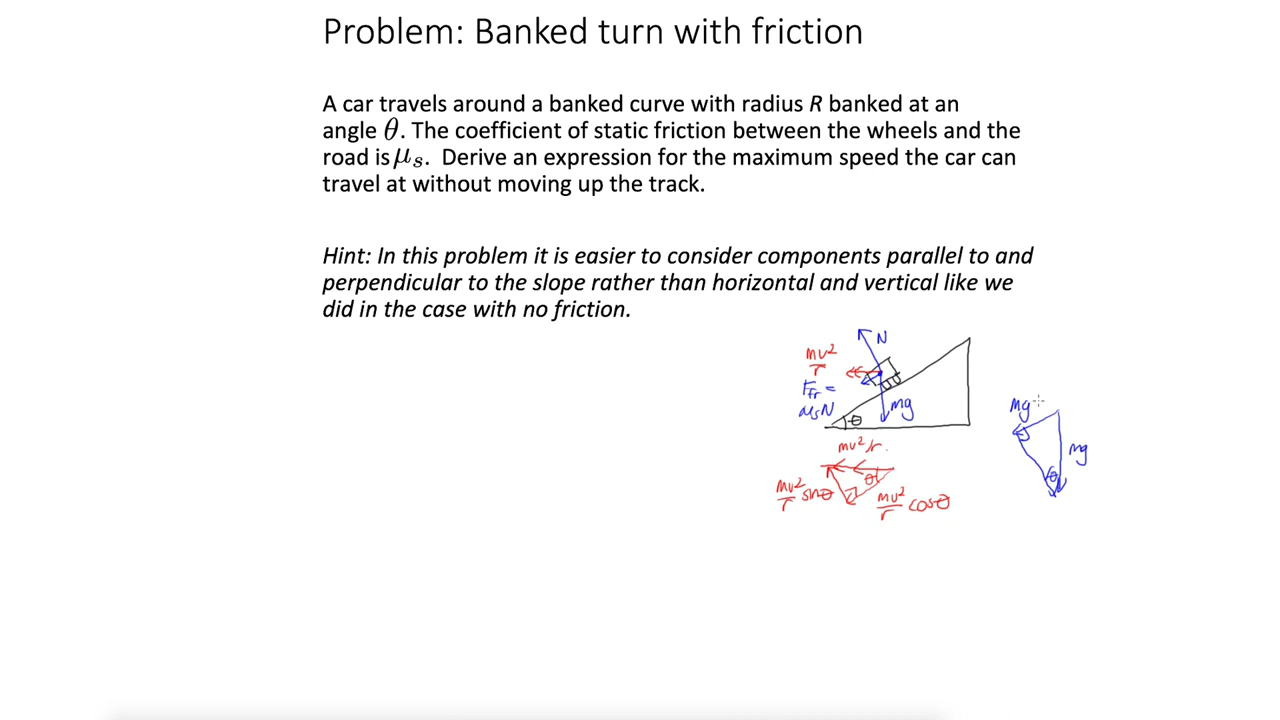 Problem: Banked turn with friction
A car travels around a banked curve with radius R banked at an
angle θ. The coefficient of static friction between the wheels and the
road is μs. Derive an expression for the maximum speed the car can
travel at without moving up the track.
Hint: In this problem it is easier to consider components parallel to and
perpendicular to the slope rather than horizontal and vertical like we
did in the case with no friction.
N
mv²/r
Ffr =
μsN
mg
θ
mv²/r
θ
mv²/r sinθ
mv²/r cosθ
mg
mg
θ